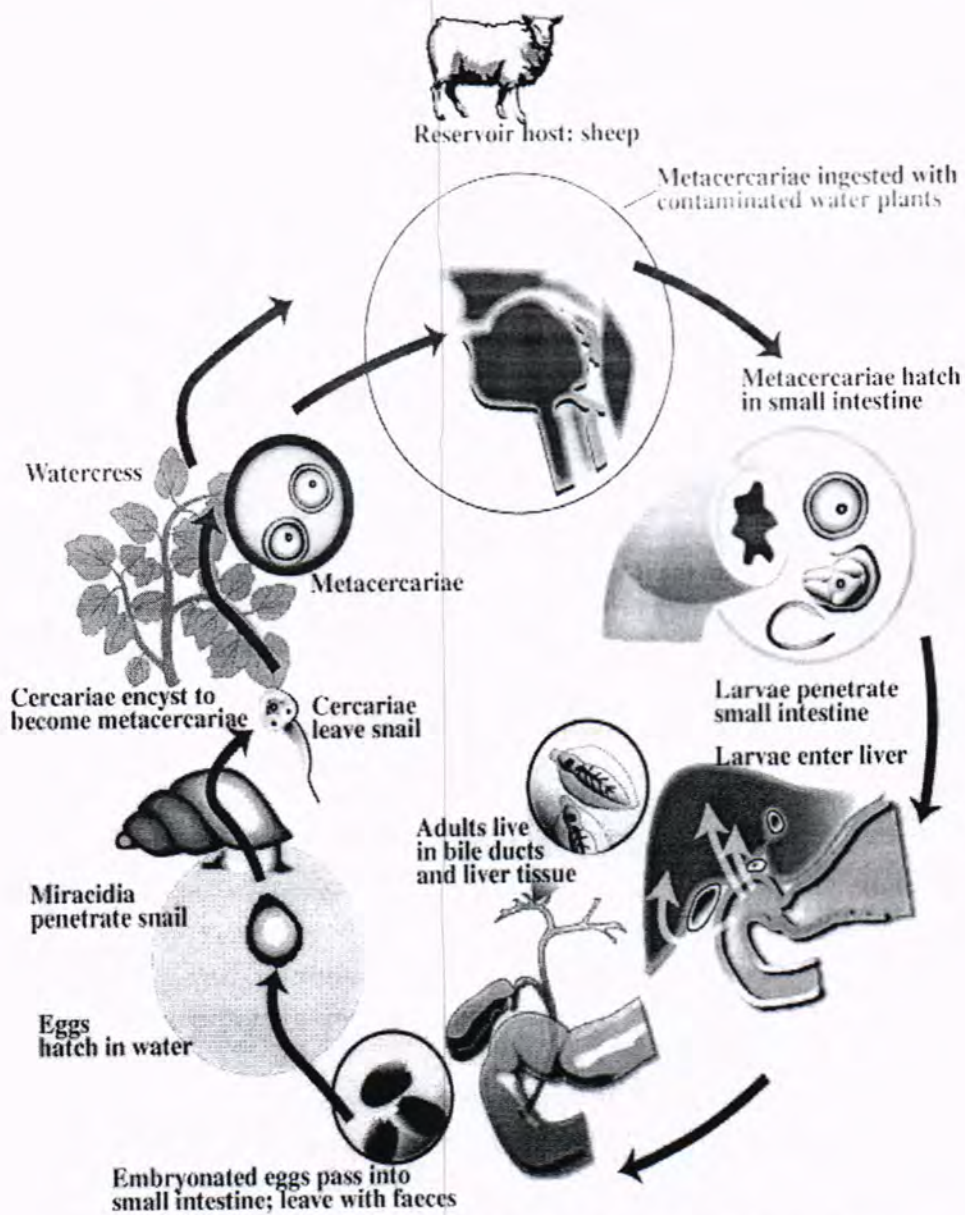 Reservoir host: sheep
Metacercariae ingested with
contaminated water plants
Metacercariae hatch
in small intestine
Watercress
Metacercariae
Larvae penetrate
small intestine
Larvae enter liver
Cercariae encyst to
become metacercariae
Cercariae
leave snail
Adults live
in bile ducts
and liver tissue
Miracidia
penetrate snail
Eggs
hatch in water
Embryonated eggs pass into
small intestine; leave with faeces